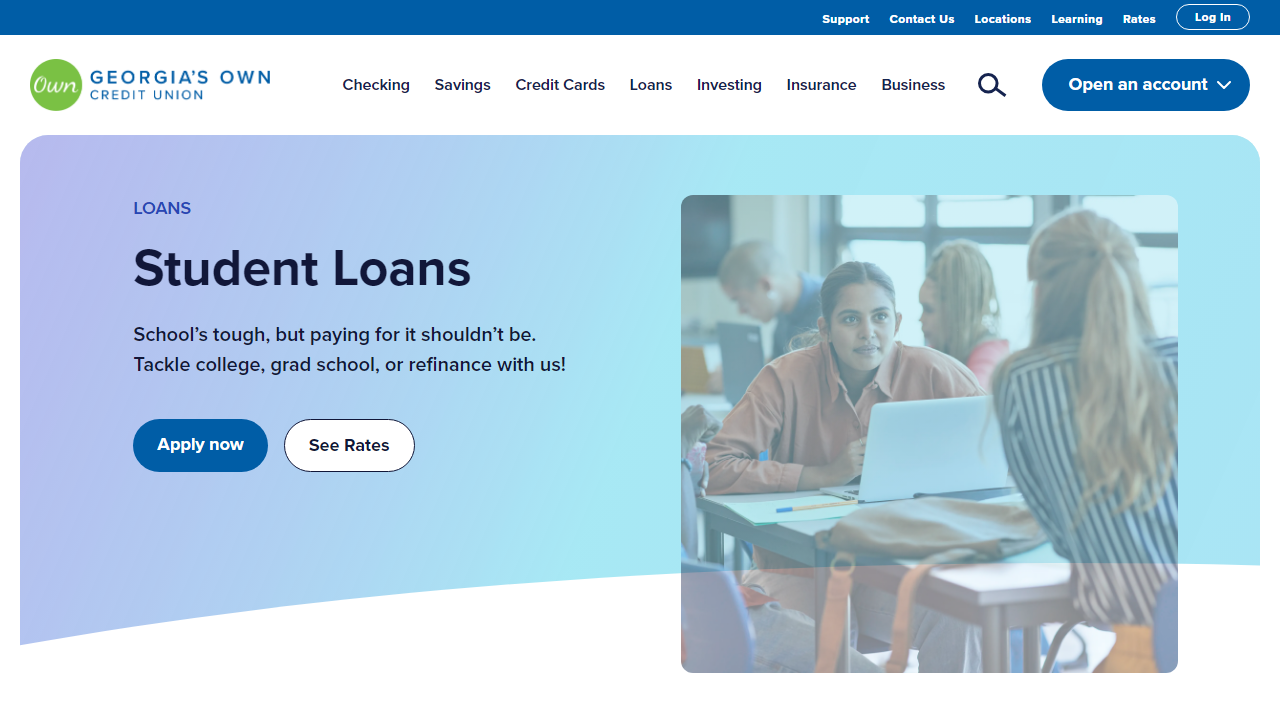 Support Contact Us Locations Learning Rates Log In
Own GEORGIA'S OWN
CREDIT UNION
Checking Savings Credit Cards Loans Investing Insurance Business Open an account
LOANS
Student Loans
School’s tough, but paying for it shouldn’t be.
Tackle college, grad school, or refinance with us!
Apply now See Rates